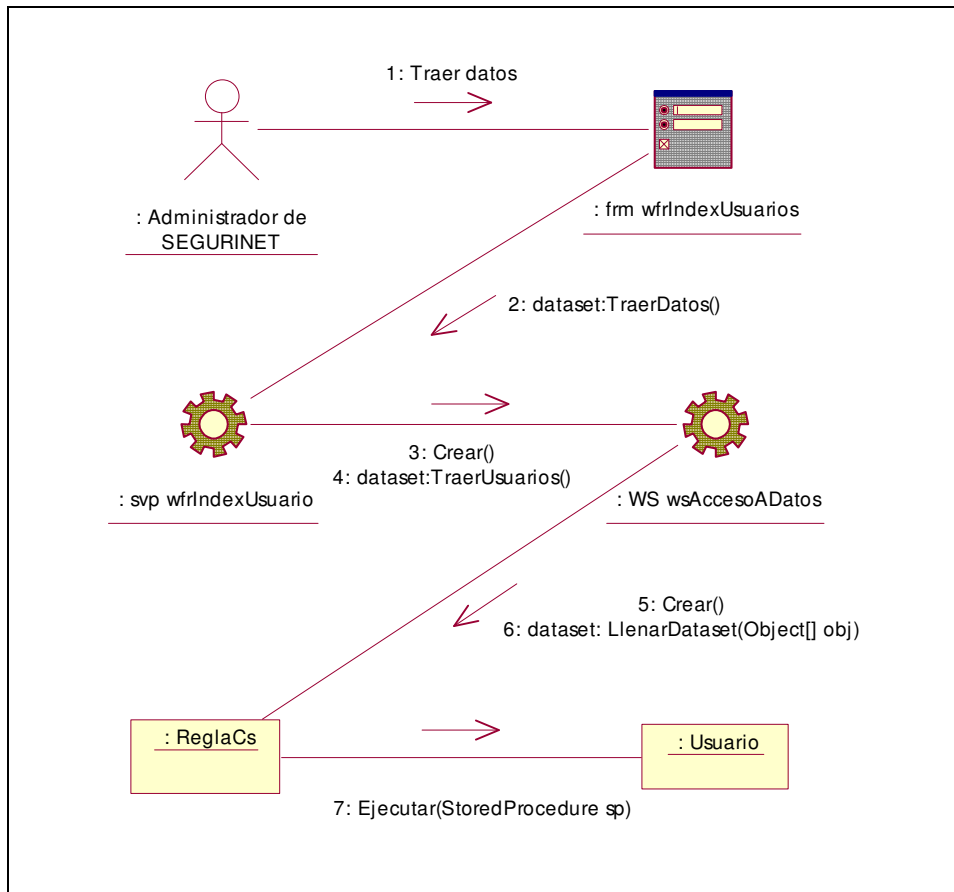 1: Traer datos
: Administrador de
SEGURINET
: frm wfrIndexUsuarios
2: dataset:TraerDatos()
3: Crear()
4: dataset:TraerUsuarios()
: svp wfrIndexUsuario
: WS wsAccesoADatos
5: Crear()
6: dataset: LlenarDataset(Object[] obj)
: ReglaCs
: Usuario
7: Ejecutar(StoredProcedure sp)